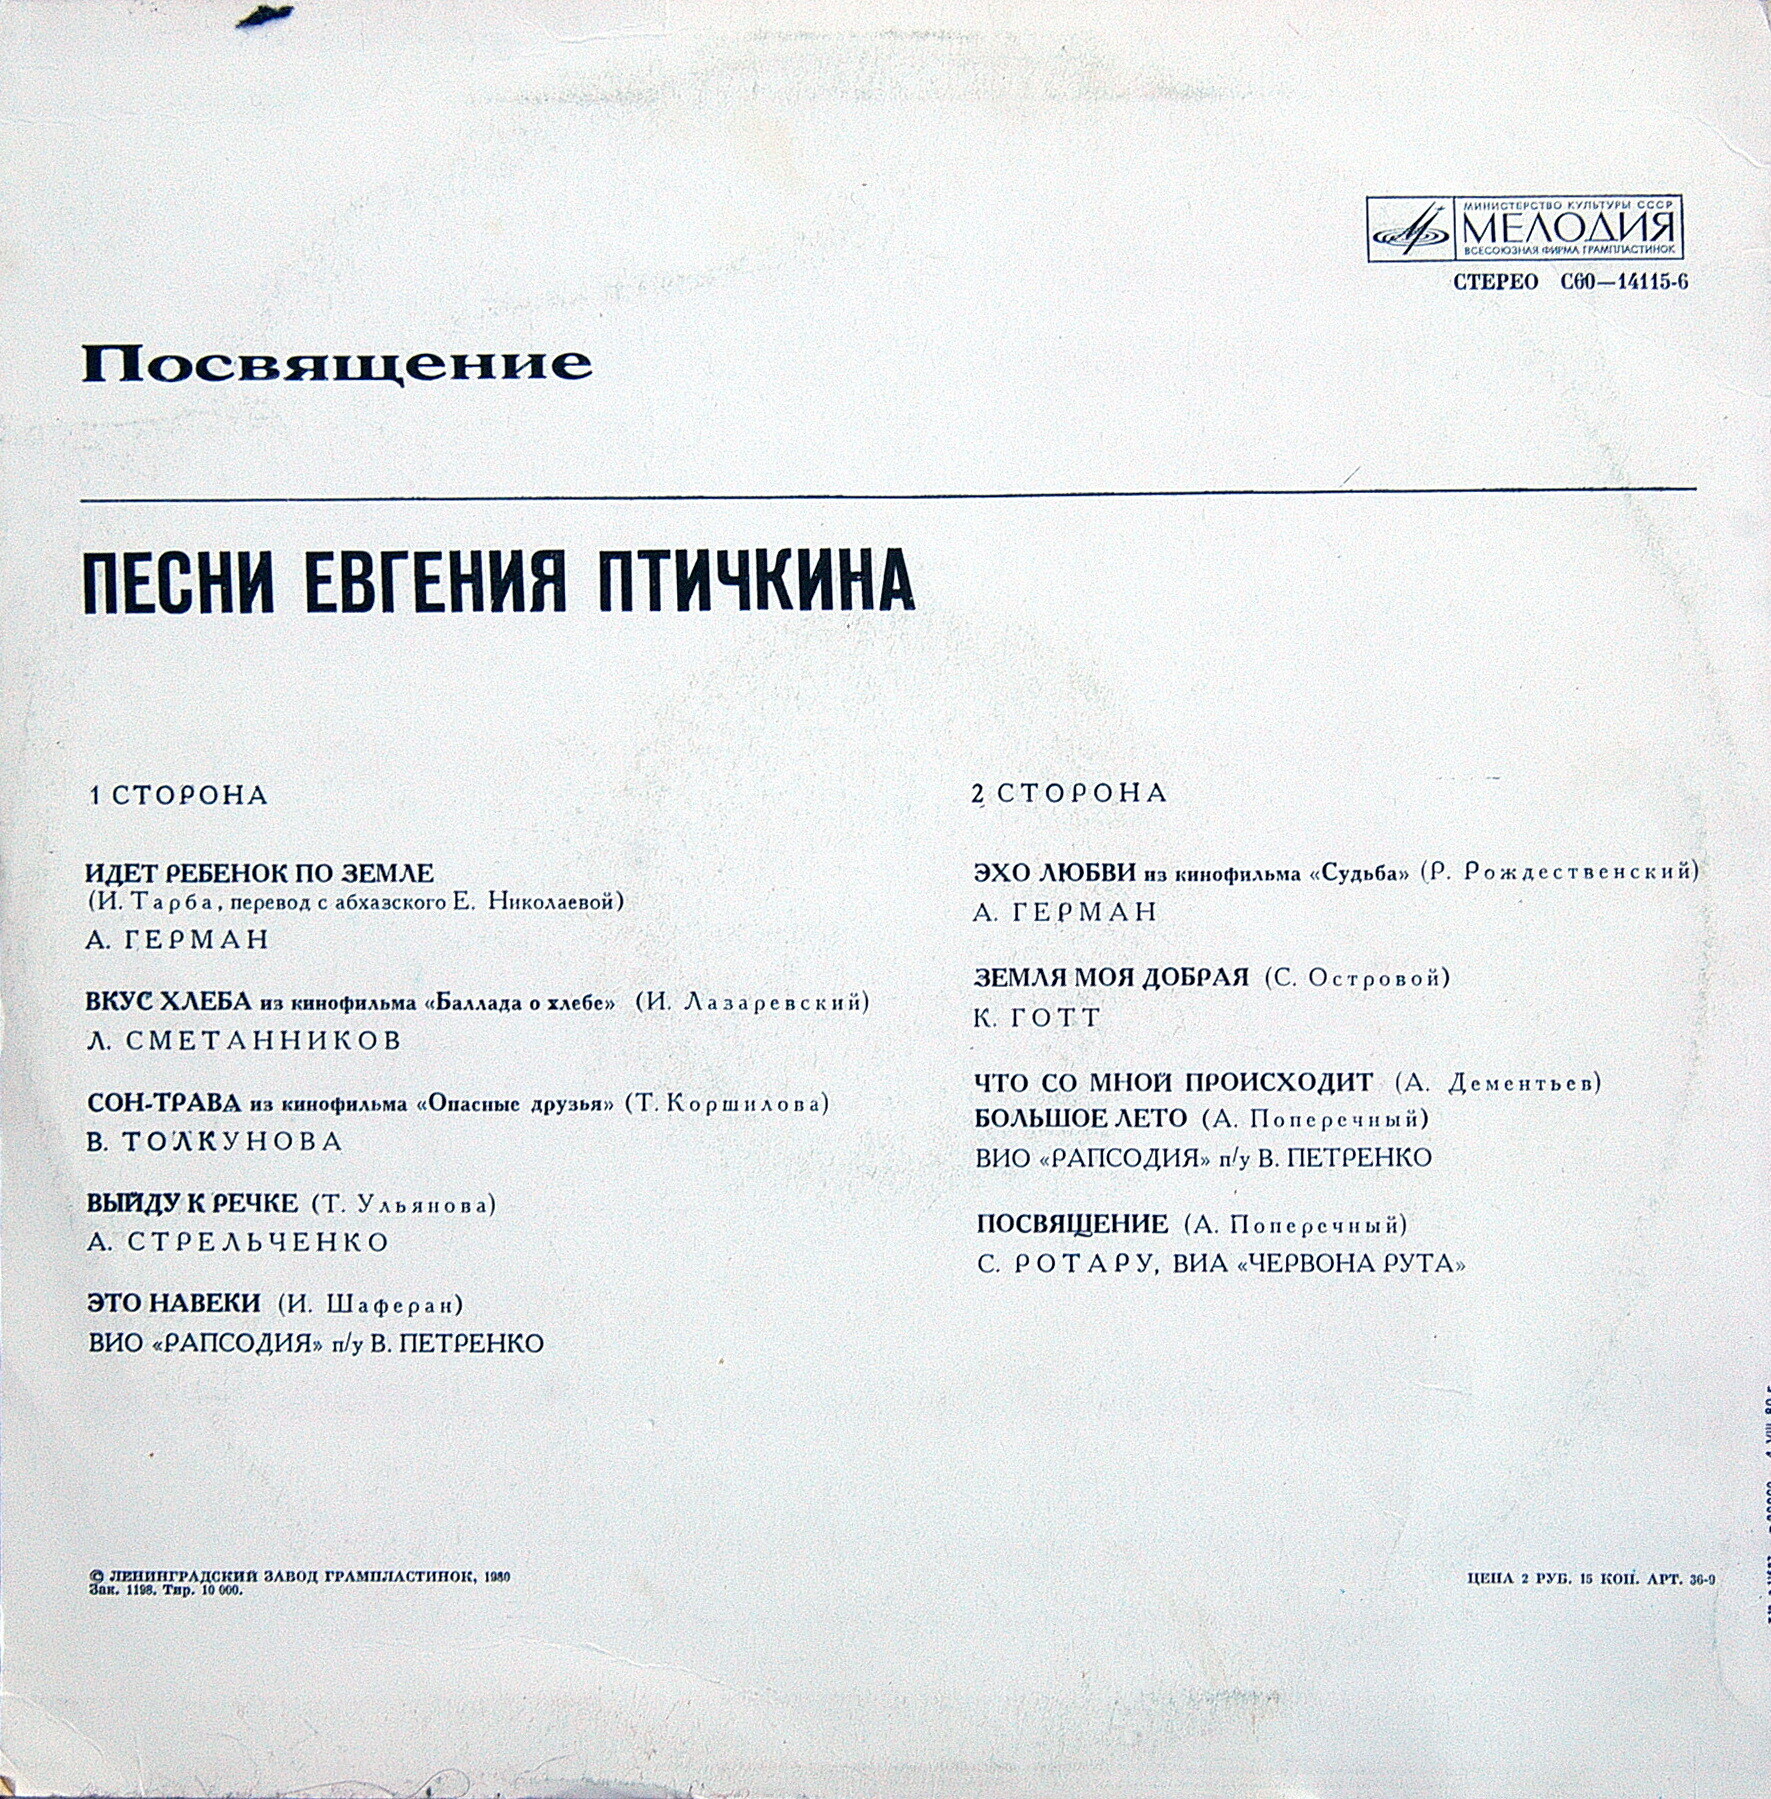 МИНИСТЕРСТВО КУЛЬТУРЫ СССР
МЕЛОДИЯ
ВСЕСОЮЗНАЯ ФИРМА ГРАМПЛАСТИНОК
СТЕРЕО С60—14115-6
Посвящение
ПЕСНИ ЕВГЕНИЯ ПТИЧКИНА
1 СТОРОНА
ИДЕТ РЕБЕНОК ПО ЗЕМЛЕ
(И. Тарба, перевод с абхазского Е. Николаевой)
А. ГЕРМАН
ВКУС ХЛЕБА из кинофильма «Баллада о хлебе» (И. Лазаревский)
Л. СМЕТАННИКОВ
СОН-ТРАВА из кинофильма «Опасные друзья» (Т. Коршилова)
В. ТОЛКУНОВА
ВЫЙДУ К РЕЧКЕ (Т. Ульянова)
А. СТРЕЛЬЧЕНКО
ЭТО НАВЕКИ (И. Шаферан)
ВИО «РАПСОДИЯ» п/у В. ПЕТРЕНКО
2 СТОРОНА
ЭХО ЛЮБВИ из кинофильма «Судьба» (Р. Рождественский)
А. ГЕРМАН
ЗЕМЛЯ МОЯ ДОБРАЯ (С. Островой)
К. ГОТТ
ЧТО СО МНОЙ ПРОИСХОДИТ (А. Дементьев)
БОЛЬШОЕ ЛЕТО (А. Поперечный)
ВИО «РАПСОДИЯ» п/у В. ПЕТРЕНКО
ПОСВЯЩЕНИЕ (А. Поперечный)
С. РОТАРУ, ВИА «ЧЕРВОНА РУТА»
© ЛЕНИНГРАДСКИЙ ЗАВОД ГРАМПЛАСТИНОК, 1980
Зак. 1198. Тир. 10 000.
ЦЕНА 2 РУБ. 15 КОП. АРТ. 36-9